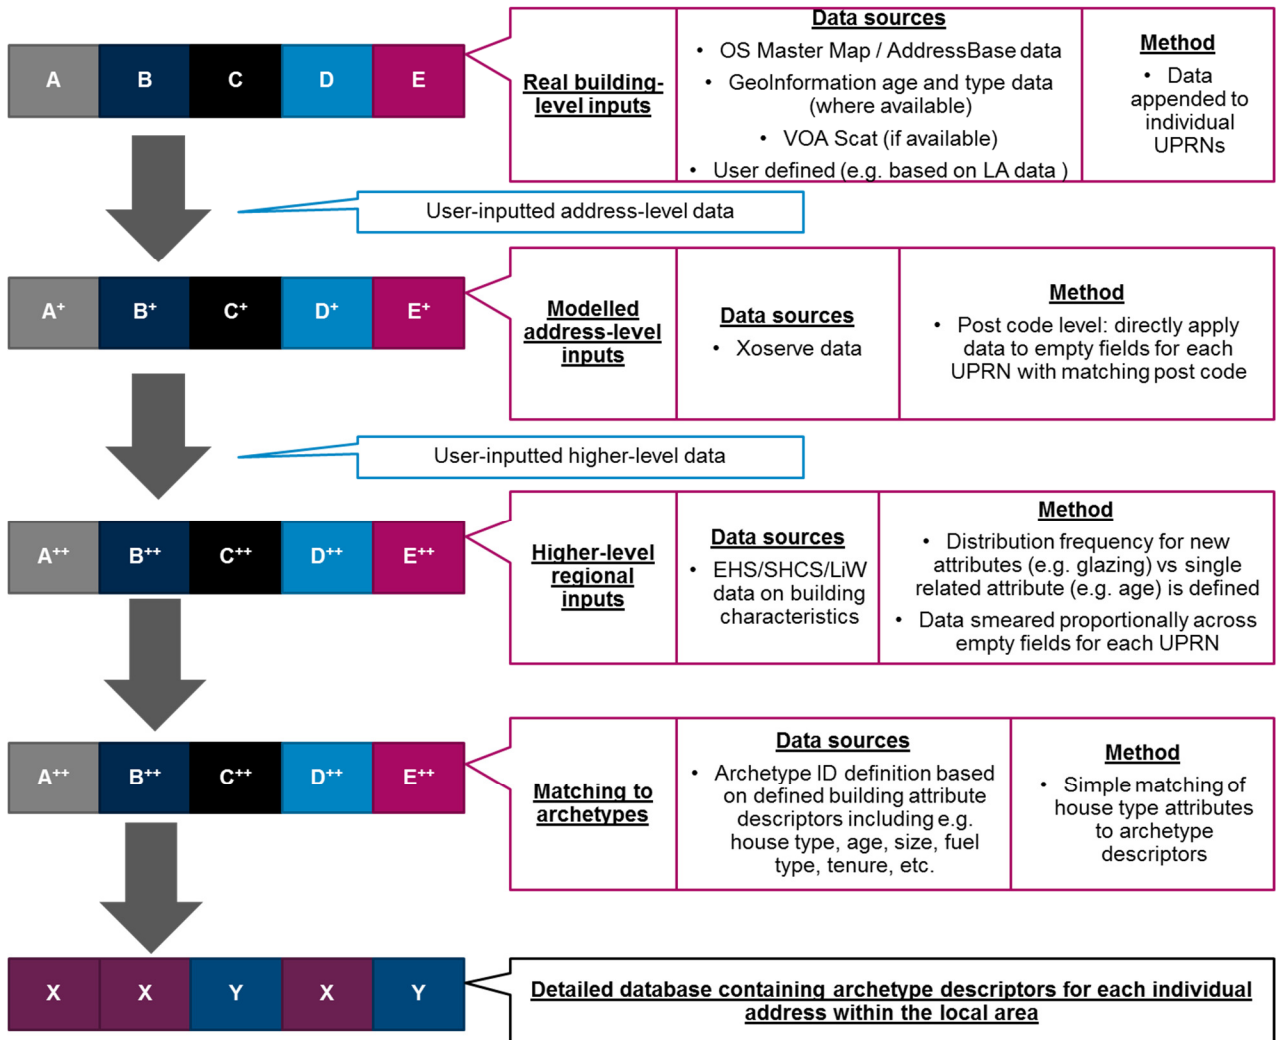 A B C D E
Real building-
level inputs
Data sources
• OS Master Map / AddressBase data
• GeoInformation age and type data
(where available)
• VOA Scat (if available)
• User defined (e.g. based on LA data )
Method
• Data
appended to
individual
UPRNs
User-inputted address-level data
A+ B+ C+ D+ E+
Modelled
address-level
inputs
Data sources
• Xoserve data
Method
• Post code level: directly apply
data to empty fields for each
UPRN with matching post code
User-inputted higher-level data
A++ B++ C++ D++ E++
Higher-level
regional
inputs
Data sources
• EHS/SHCS/LiW
data on building
characteristics
Method
• Distribution frequency for new
attributes (e.g. glazing) vs single
related attribute (e.g. age) is defined
• Data smeared proportionally across
empty fields for each UPRN
A++ B++ C++ D++ E++
Matching to
archetypes
Data sources
• Archetype ID definition based
on defined building attribute
descriptors including e.g.
house type, age, size, fuel
type, tenure, etc.
Method
• Simple matching of
house type attributes
to archetype
descriptors
X X Y X Y
Detailed database containing archetype descriptors for each individual
address within the local area